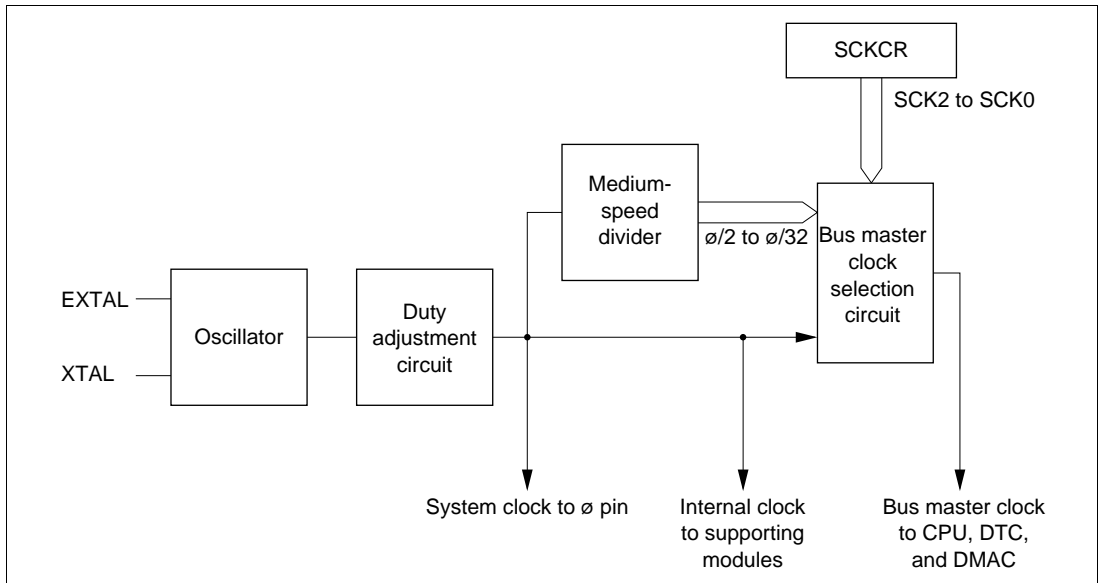 SCKCR
SCK2 to SCK0
Medium-
speed
divider
ø/2 to ø/32
Bus master
clock
selection
circuit
EXTAL
XTAL
Oscillator
Duty
adjustment
circuit
System clock to ø pin
Internal clock
to supporting
modules
Bus master clock
to CPU, DTC,
and DMAC